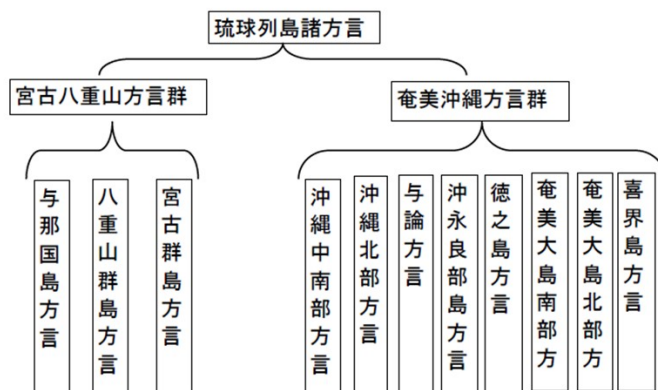 琉球列島諸方言
宮古八重山方言群
奄美沖縄方言群
与那国島方言
八重山群島方言
宮古群島方言
沖縄中南部方言
沖縄北部方言
与論方言
沖永良部島方言
徳之島方言
奄美大島南部方
奄美大島北部方
喜界島方言